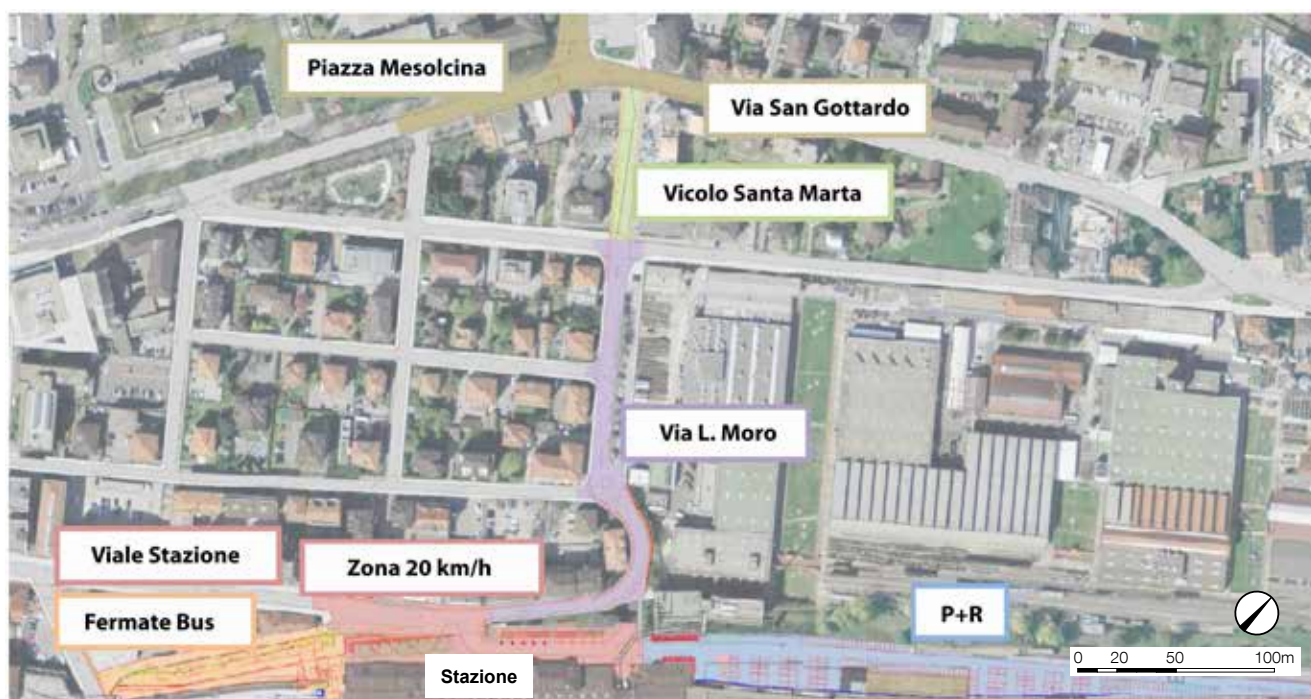 Piazza Mesolcina
Via San Gottardo
Vicolo Santa Marta
Via L. Moro
Viale Stazione
Zona 20 km/h
Fermate Bus
P+R
Stazione
0 20 50 100m